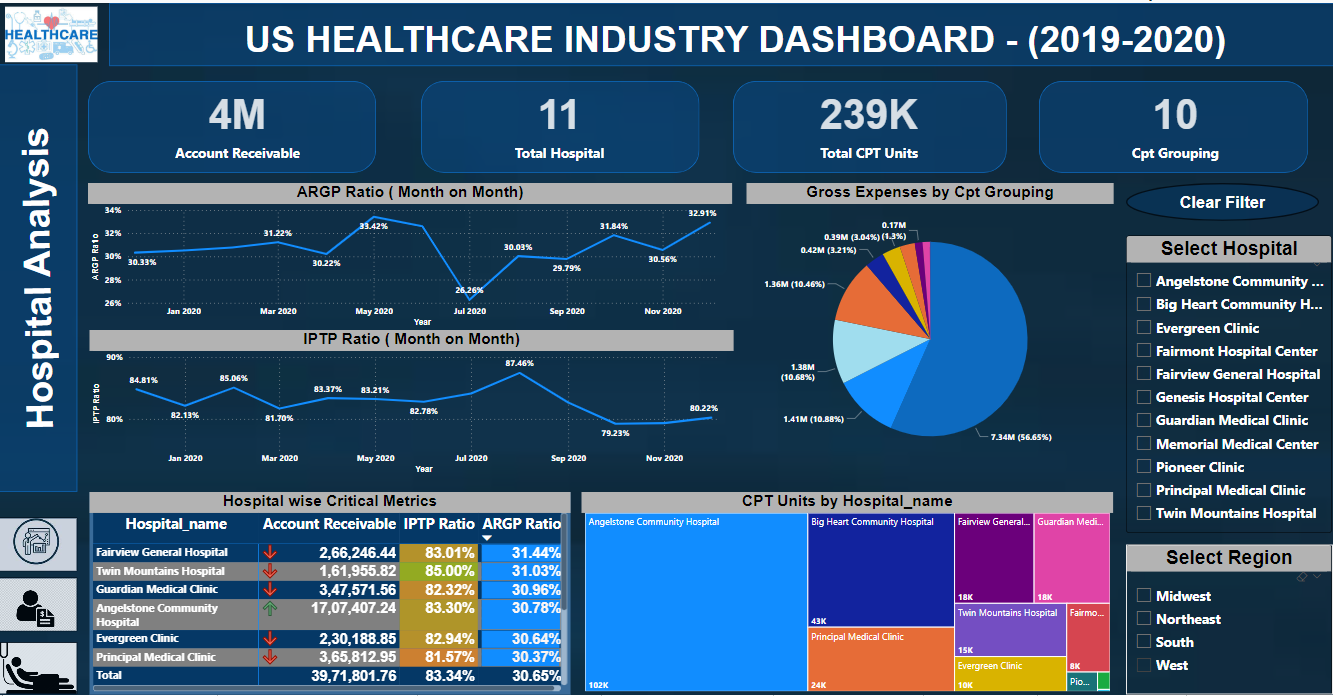 HEALTHCARE
US HEALTHCARE INDUSTRY DASHBOARD - (2019-2020)
Hospital Analysis
4M
Account Receivable
11
Total Hospital
239K
Total CPT Units
10
Cpt Grouping
ARGP Ratio ( Month on Month)
ARGP Ratio
34%
32%
30%
28%
26%
30.33%
31.22%
30.22%
33.42%
26.26%
30.03%
29.79%
31.84%
30.56%
32.91%
Jan 2020
Mar 2020
May 2020
Jul 2020
Sep 2020
Nov 2020
Year
IPTP Ratio ( Month on Month)
IPTP Ratio
90%
80%
84.81%
82.13%
85.06%
81.70%
83.37%
83.21%
82.78%
87.46%
79.23%
80.22%
Jan 2020
Mar 2020
May 2020
Jul 2020
Sep 2020
Nov 2020
Year
Gross Expenses by Cpt Grouping
0.17M
(1.3%)
0.39M (3.04%)
0.42M (3.21%)
1.36M (10.46%)
1.38M
(10.68%)
1.41M (10.88%)
7.34M (56.65%)
Clear Filter
Select Hospital
Angelstone Community ...
Big Heart Community H...
Evergreen Clinic
Fairmont Hospital Center
Fairview General Hospital
Genesis Hospital Center
Guardian Medical Clinic
Memorial Medical Center
Pioneer Clinic
Principal Medical Clinic
Twin Mountains Hospital
Select Region
Midwest
Northeast
South
West
Hospital wise Critical Metrics
Hospital_name Account Receivable IPTP Ratio ARGP Ratio
Fairview General Hospital 2,66,246.44 83.01% 31.44%
Twin Mountains Hospital 1,61,955.82 85.00% 31.03%
Guardian Medical Clinic 3,47,571.56 82.32% 30.96%
Angelstone Community
Hospital 17,07,407.24 83.30% 30.78%
Evergreen Clinic 2,30,188.85 82.94% 30.64%
Principal Medical Clinic 3,65,812.95 81.57% 30.37%
Total 39,71,801.76 83.34% 30.65%
CPT Units by Hospital_name
Angelstone Community Hospital
102K
Big Heart Community Hospital
43K
Principal Medical Clinic
24K
Fairview General...
18K
Guardian Medi...
18K
Twin Mountains Hospital
15K
Evergreen Clinic
10K
Fairmo...
8K
Pio...